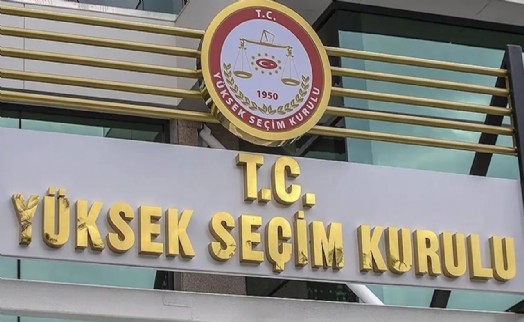 T.C.
YÜKSEK SEÇİM KURULU
1950
T.C.
YÜKSEK SEÇİM KURULU